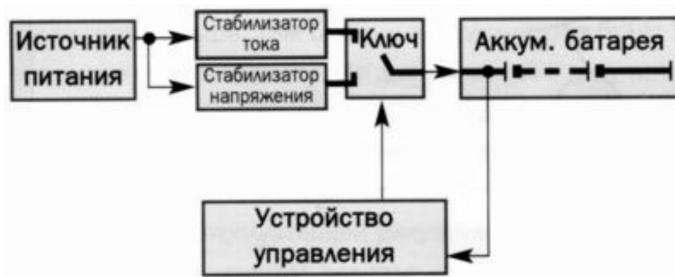 Источник
питания
Стабилизатор
тока
Стабилизатор
напряжения
Ключ
Аккум. батарея
Устройство
управления